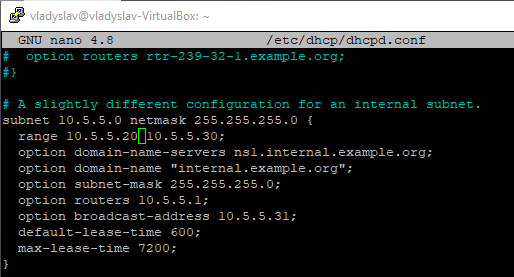 vladyslav@vladyslav-VirtualBox: ~
GNU nano 4.8 /etc/dhcp/dhcpd.conf
#  option routers rtr-239-32-1.example.org;
#}
# A slightly different configuration for an internal subnet.
subnet 10.5.5.0 netmask 255.255.255.0 {
  range 10.5.5.20 10.5.5.30;
  option domain-name-servers ns1.internal.example.org;
  option domain-name "internal.example.org";
  option subnet-mask 255.255.255.0;
  option routers 10.5.5.1;
  option broadcast-address 10.5.5.31;
  default-lease-time 600;
  max-lease-time 7200;
}